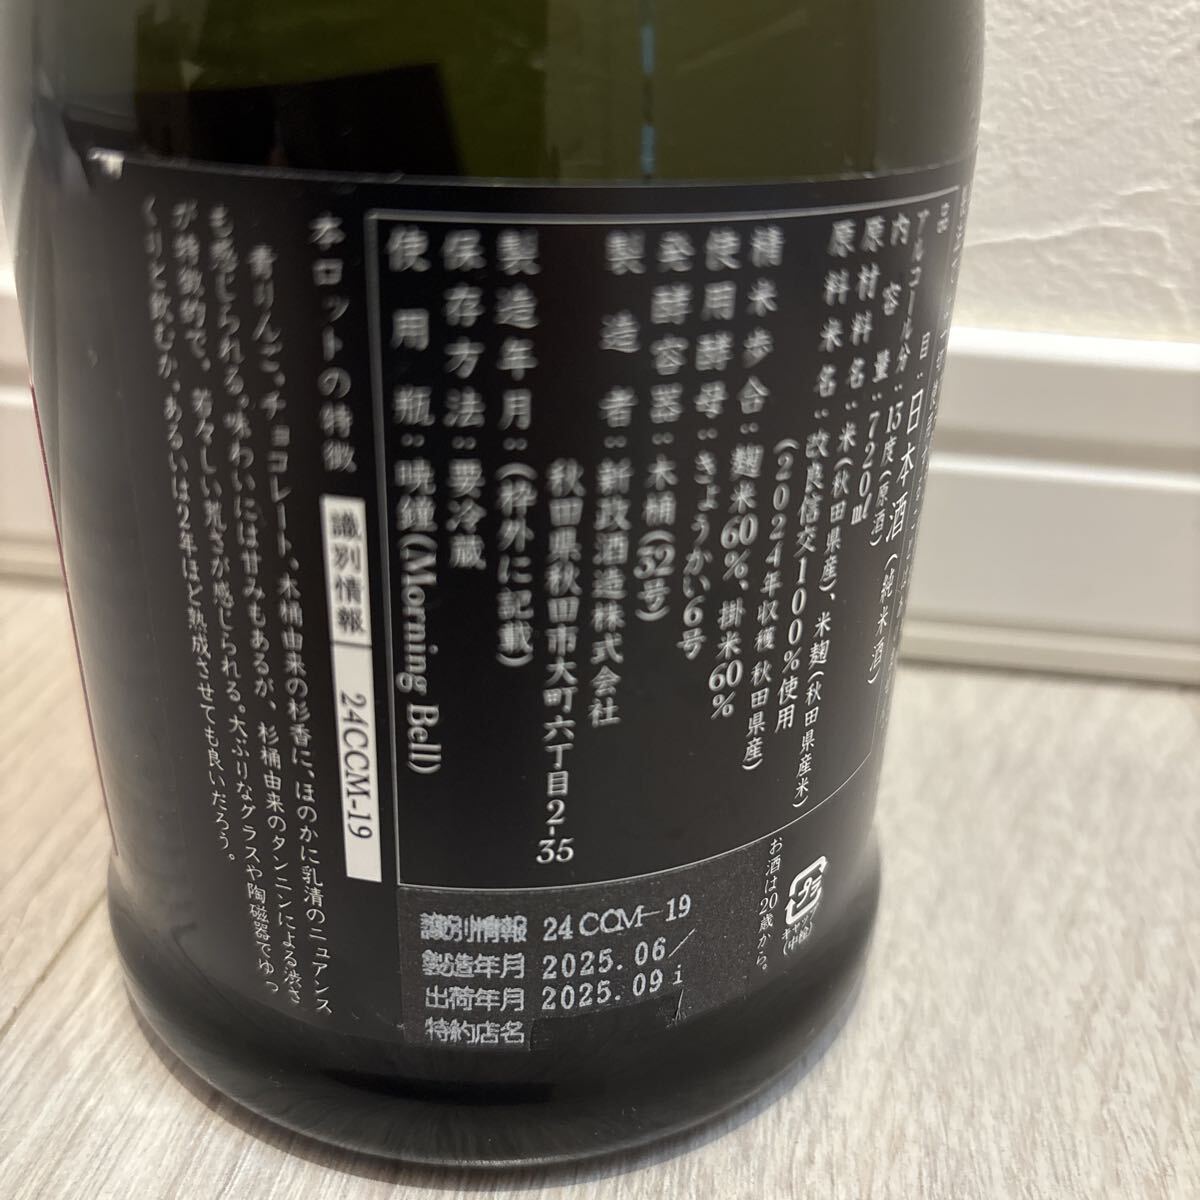 品目:日本酒(純米酒)
アルコール分:13度(原酒)
内容量:720ml
原材料名:米(秋田県産)、米麹(秋田県産米)
原料米名:改良信交100%使用
(2024年収穫 秋田県産)
精米歩合:麹米60%、掛米60%
使用酵母:きょうかい6号
発酵容器:木桶(32号)
製造者:新政酒造株式会社
秋田県秋田市大町六丁目2-35
製造年月:(枠外に記載)
保存方法:要冷蔵
使用瓶:暁鐘(Morning Bell)
お酒は20歳から。
プラ
キャップ
(中栓)
本ロットの特徴
識別情報 24CCM-19
青りんご、チョコレート、木桶由来の杉香に、ほのかに乳清のニュアンス
も感じられる。味わいには甘みもあるが、杉桶由来のタンニンによる渋さ
が特徴的で、若々しい荒さが感じられる。大ぶりなグラスや陶磁器でゆっ
くりと飲むか、あるいは2年ほど熟成させても良いだろう。
識別情報 24CCM-19
製造年月 2025.06/
出荷年月 2025.09 i
特約店名